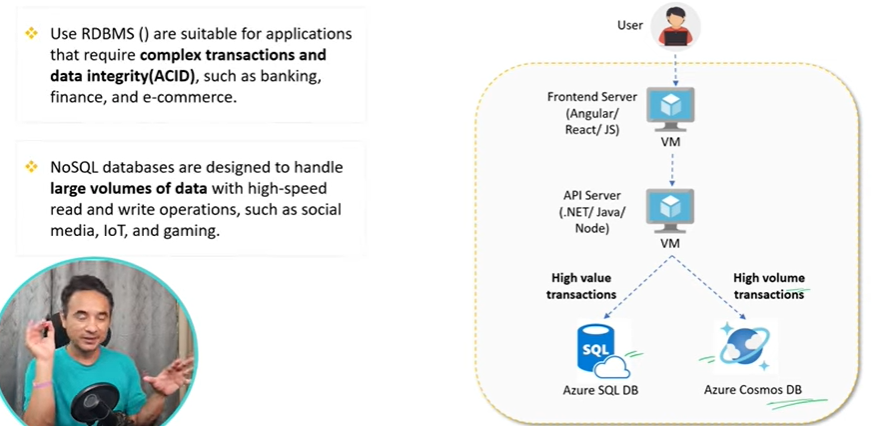 Use RDBMS () are suitable for applications
that require complex transactions and
data integrity(ACID), such as banking,
finance, and e-commerce.
NoSQL databases are designed to handle
large volumes of data with high-speed
read and write operations, such as social
media, IoT, and gaming.
User
Frontend Server
(Angular/
React/ JS)
VM
API Server
(.NET/ Java/
Node)
VM
High value
transactions
High volume
transactions
SQL
Azure SQL DB
Azure Cosmos DB